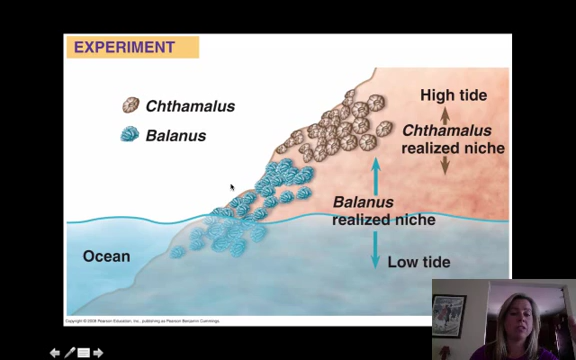 EXPERIMENT
Chthamalus
Balanus
High tide
Chthamalus
realized niche
Balanus
realized niche
Ocean
Low tide
Copyright © 2008 Pearson Education, Inc., publishing as Pearson Benjamin Cummings.